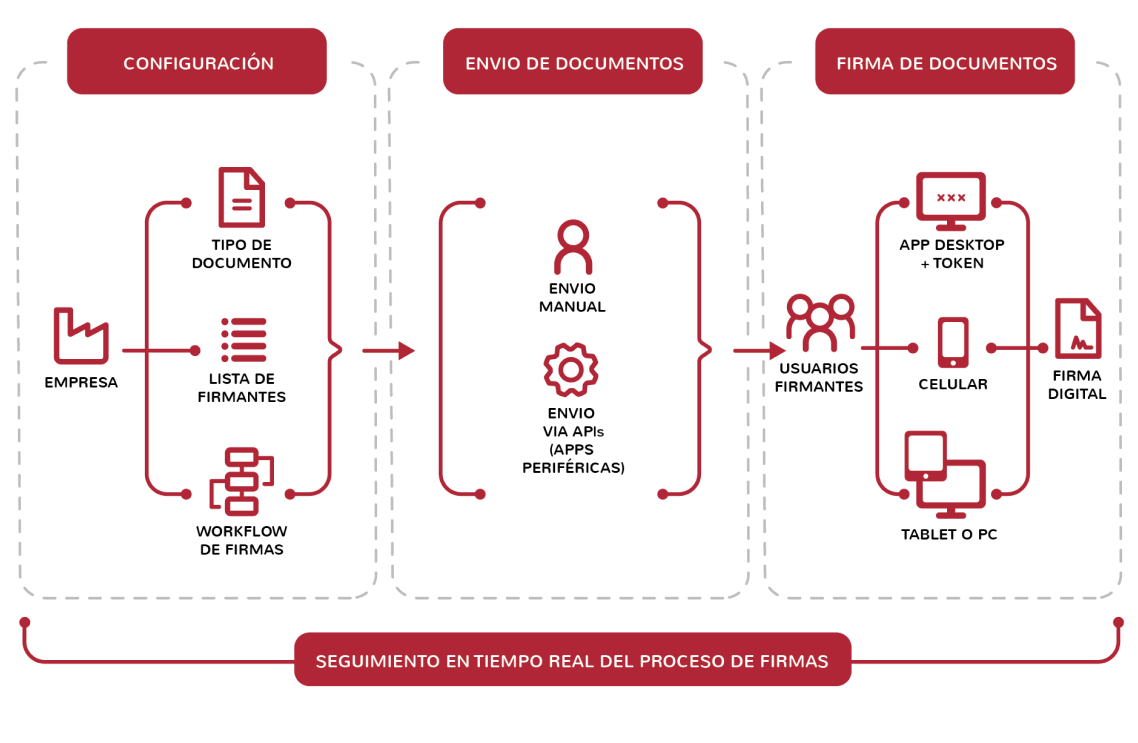 CONFIGURACIÓN
TIPO DE
DOCUMENTO
EMPRESA
LISTA DE
FIRMANTES
WORKFLOW
DE FIRMAS
ENVIO DE DOCUMENTOS
ENVIO
MANUAL
ENVIO
VIA APIs
(APPS
PERIFÉRICAS)
FIRMA DE DOCUMENTOS
USUARIOS
FIRMANTES
xxx
APP DESKTOP
+ TOKEN
CELULAR
TABLET O PC
FIRMA
DIGITAL
SEGUIMIENTO EN TIEMPO REAL DEL PROCESO DE FIRMAS